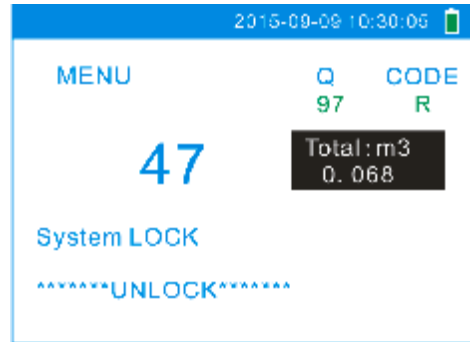 2015-09-09 10:30:05
MENU Q CODE
97 R
47
Total:m3
0.068
System LOCK
*******UNLOCK*******